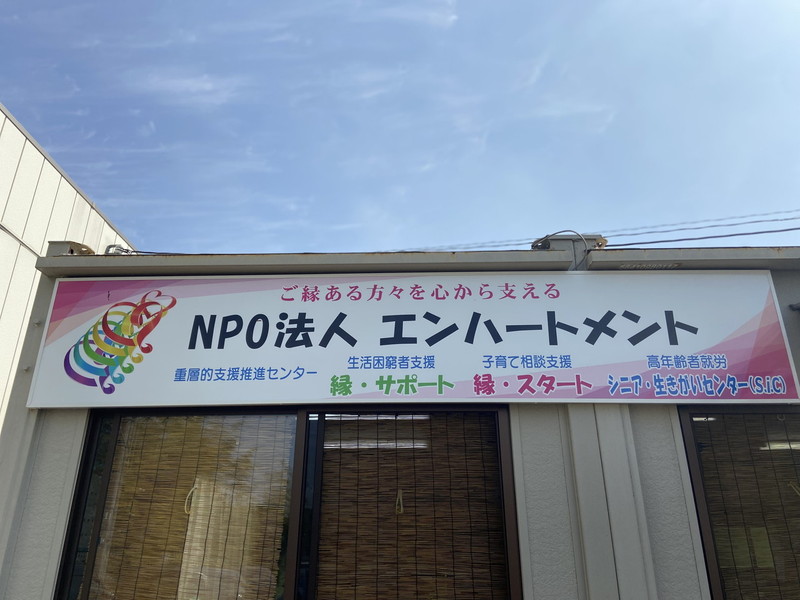 ご縁ある方々を心から支える
NPO法人 エンハートメント
重層的支援推進センター
生活困窮者支援
縁・サポート
子育て相談支援
縁・スタート
高年齢者就労
シニア・生きがいセンター(S.i.C)